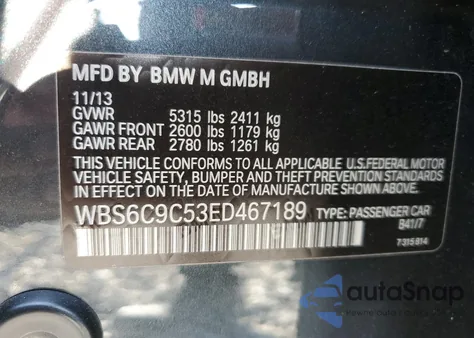 MFD BY BMW M GMBH
11/13
GVWR 5315 lbs 2411 kg
GAWR FRONT 2600 lbs 1179 kg
GAWR REAR 2780 lbs 1261 kg
THIS VEHICLE CONFORMS TO ALL APPLICABLE U.S.FEDERAL MOTOR
VEHICLE SAFETY, BUMPER AND THEFT PREVENTION STANDARDS
IN EFFECT ON THE DATE OF MANUFACTURE SHOWN ABOVE.
WBS6C9C53ED467189 TYPE: PASSENGER CAR
B41/7
7315814
autoSnap